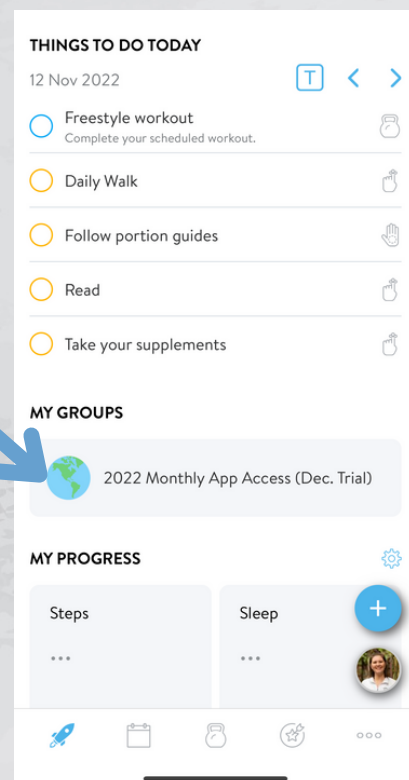 THINGS TO DO TODAY
12 Nov 2022
T
Freestyle workout
Complete your scheduled workout.
Daily Walk
Follow portion guides
Read
Take your supplements
MY GROUPS
2022 Monthly App Access (Dec. Trial)
MY PROGRESS
Steps
Sleep